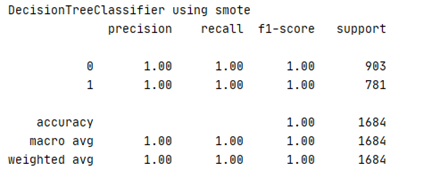 DecisionTreeClassifier using smote
precision recall f1-score support
0 1.00 1.00 1.00 903
1 1.00 1.00 1.00 781
accuracy 1.00 1684
macro avg 1.00 1.00 1.00 1684
weighted avg 1.00 1.00 1.00 1684